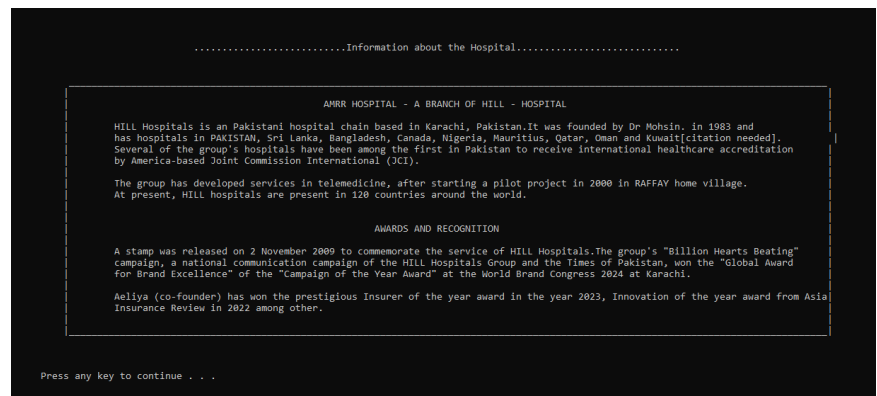 ...........................Information about the Hospital.............................
AMRR HOSPITAL - A BRANCH OF HILL - HOSPITAL
HILL Hospitals is an Pakistani hospital chain based in Karachi, Pakistan.It was founded by Dr Mohsin. in 1983 and
has hospitals in PAKISTAN, Sri Lanka, Bangladesh, Canada, Nigeria, Mauritius, Qatar, Oman and Kuwait[citation needed].
Several of the group's hospitals have been among the first in Pakistan to receive international healthcare accreditation
by America-based Joint Commission International (JCI).
The group has developed services in telemedicine, after starting a pilot project in 2000 in RAFFAY home village.
At present, HILL hospitals are present in 120 countries around the world.
AWARDS AND RECOGNITION
A stamp was released on 2 November 2009 to commemorate the service of HILL Hospitals.The group's "Billion Hearts Beating"
campaign, a national communication campaign of the HILL Hospitals Group and the Times of Pakistan, won the "Global Award
for Brand Excellence" of the "Campaign of the Year Award" at the World Brand Congress 2024 at Karachi.
Aeliya (co-founder) has won the prestigious Insurer of the year award in the year 2023, Innovation of the year award from Asia
Insurance Review in 2022 among other.
Press any key to continue . . .